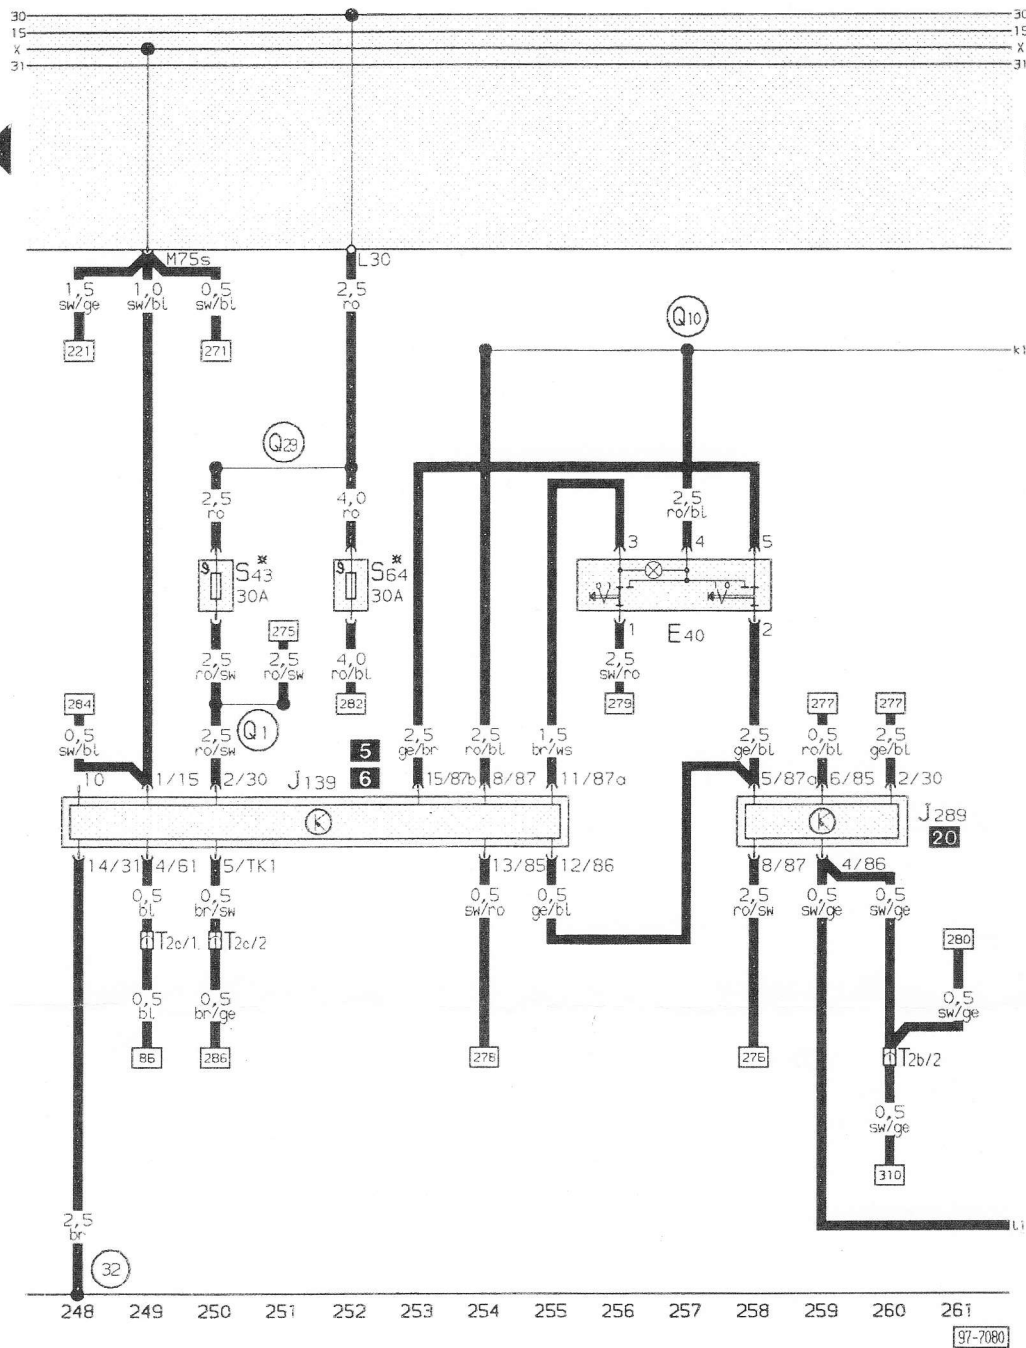 30 30
15 15
X X
31 31
M75s L30
1,5 1,0 0,5 2,5
sw/ge sw/bl sw/bl ro
221 271
Q10
k1
Q29
2,5 4,0 2,5
ro ro ro/bl
3 4 5
S43* S64*
30A 30A
275
1 E40 2
2,5 2,5 4,0 2,5
ro/sw ro/sw ro/bl sw/ro
284 282 279 277 277
Q1
0,5 2,5 2,5 2,5 1,5 2,5 0,5 2,5
sw/bl ro/sw ge/br ro/bl br/ws ge/bl ro/bl ge/bl
5
6
10 1/15 2/30 J139 15/87b 8/87 11/87a 5/87a 6/85 2/30
K K J289
20
14/31 4/61 5/TK1 13/85 12/86 8/87 4/86
0,5 0,5 0,5 0,5 2,5 0,5 0,5
bl br/sw sw/ro ge/bl ro/sw sw/ge sw/ge
T2c/1 T2c/2 280
0,5 0,5 0,5
bl br/ge sw/ge
86 286 278 276 T2b/2
0,5
sw/ge
310
2,5
br
32
248 249 250 251 252 253 254 255 256 257 258 259 260 261
97-7080